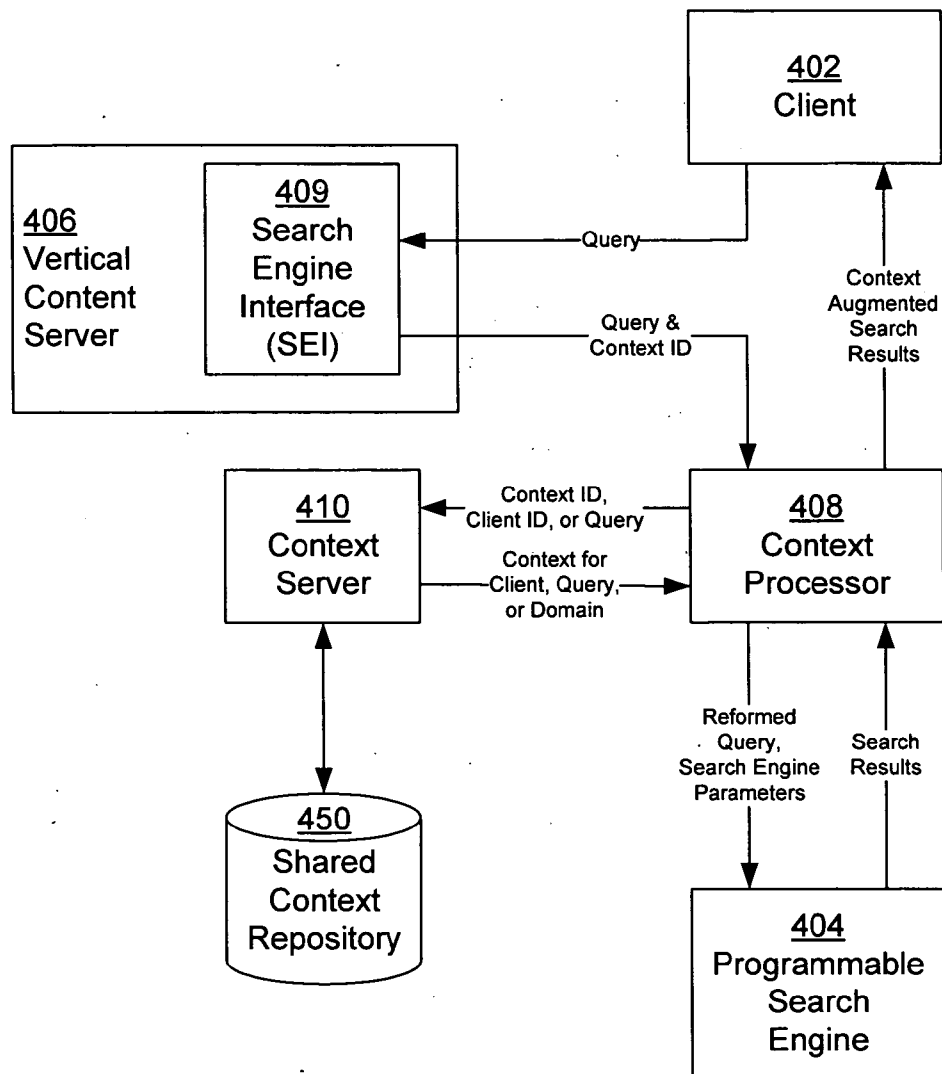 402
Client
409
Search
Engine
Interface
(SEI)
406
Vertical
Content
Server
Query
Query &
Context ID
Context
Augmented
Search
Results
410
Context
Server
Context ID,
Client ID, or Query
Context for
Client, Query,
or Domain
408
Context
Processor
Reformed
Query,
Search Engine
Parameters
Search
Results
450
Shared
Context
Repository
404
Programmable
Search
Engine